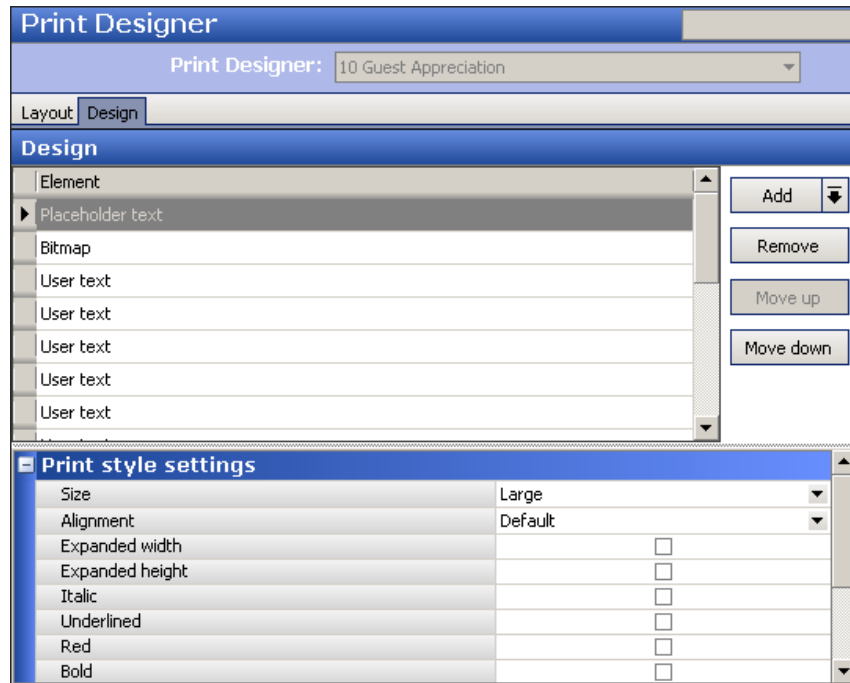 Print Designer
Print Designer: 10 Guest Appreciation
Layout Design
Design
Element
Placeholder text
Bitmap
User text
User text
User text
User text
User text
Add
Remove
Move up
Move down
Print style settings
Size Large
Alignment Default
Expanded width
Expanded height
Italic
Underlined
Red
Bold